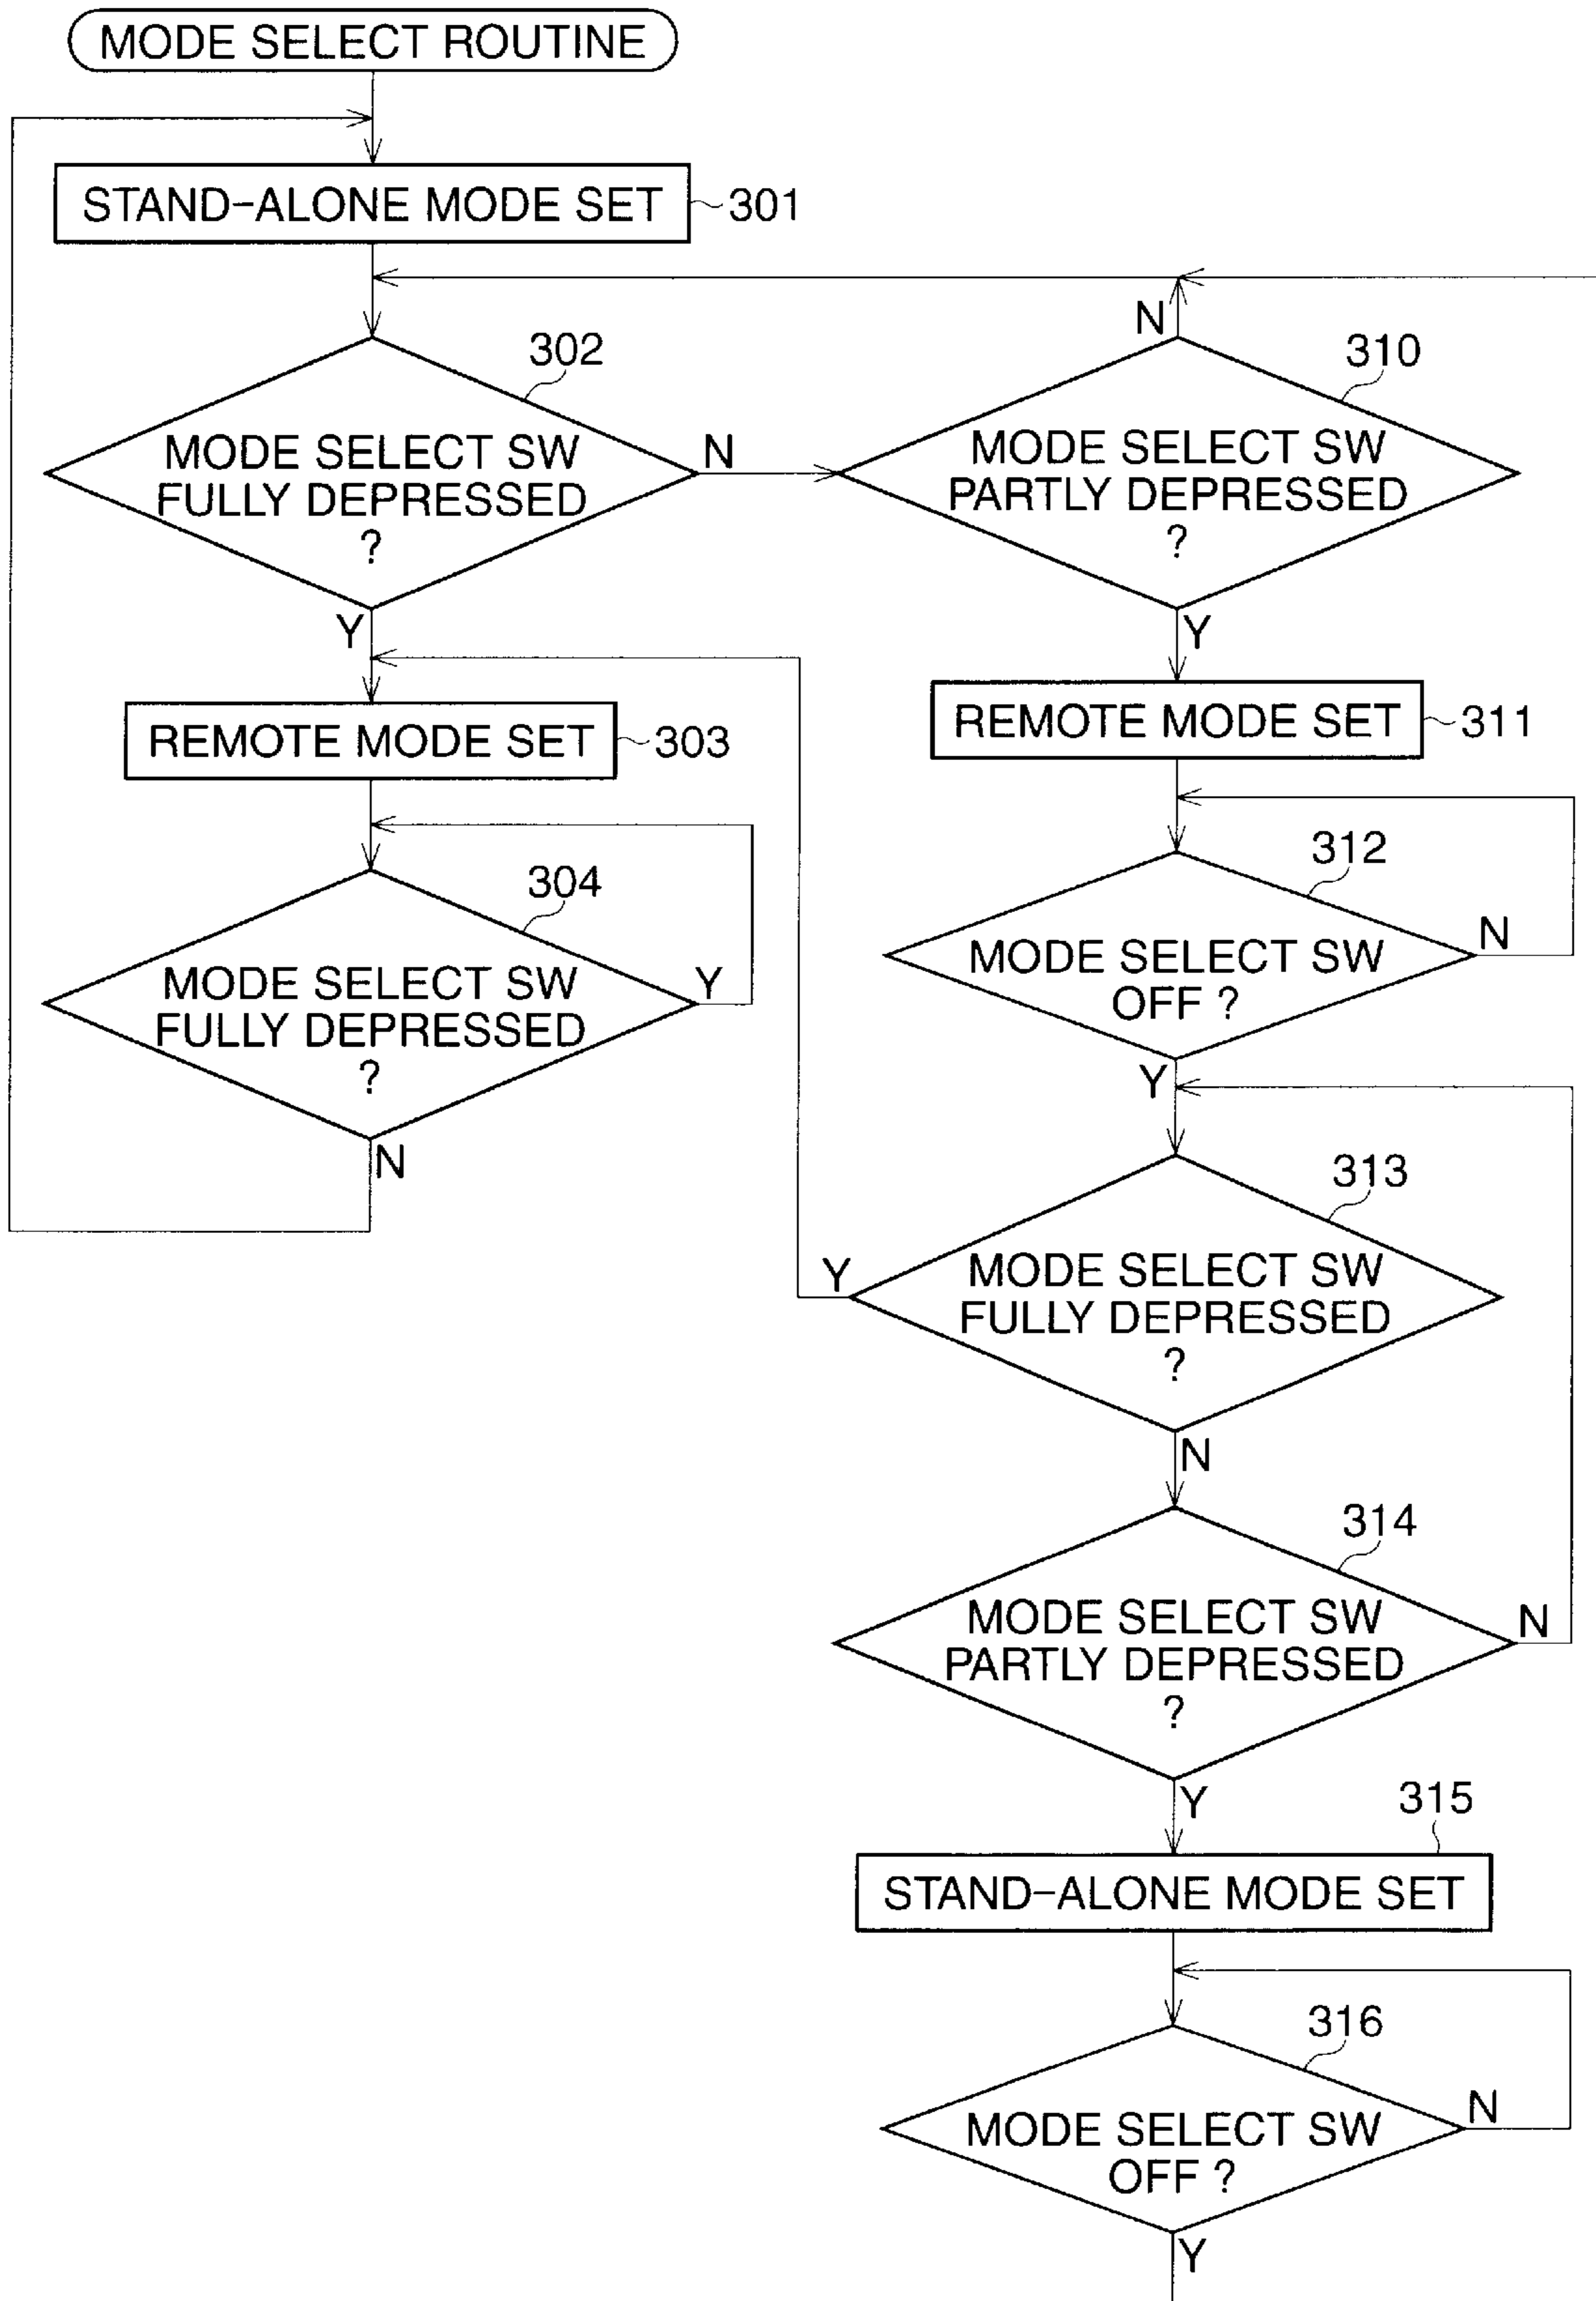 MODE SELECT ROUTINE
STAND-ALONE MODE SET
301
302
MODE SELECT SW
FULLY DEPRESSED
?
N
Y
310
MODE SELECT SW
PARTLY DEPRESSED
?
N
Y
REMOTE MODE SET
303
REMOTE MODE SET
311
304
MODE SELECT SW
FULLY DEPRESSED
?
Y
N
312
MODE SELECT SW
OFF ?
N
Y
313
MODE SELECT SW
FULLY DEPRESSED
?
Y
N
314
MODE SELECT SW
PARTLY DEPRESSED
?
N
Y
315
STAND-ALONE MODE SET
316
MODE SELECT SW
OFF ?
N
Y